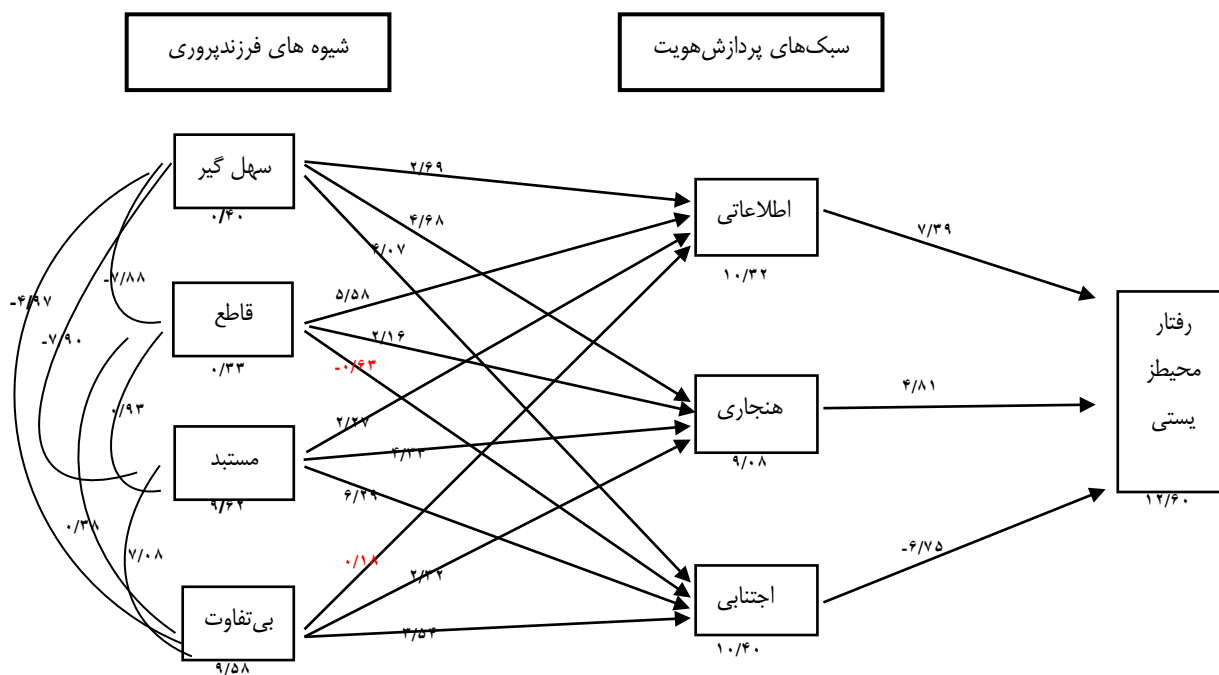 شیوه های فرزندپروری
سبک‌های پردازش‌هویت
سهل گیر
۰/۴۰
قاطع
۰/۳۳
مستبد
۹/۶۲
بی‌تفاوت
۹/۵۸
-۴/۹۷
-۷/۸۸
-۷/۹۰
۰/۹۳
۰/۳۸
۷/۰۸
۲/۶۹
۴/۶۸
۴/۰۷
۵/۵۸
۲/۱۶
-۰/۶۳
۲/۲۷
۴/۳۳
۶/۲۹
۰/۱۸
۲/۳۲
۳/۵۴
اطلاعاتی
۱۰/۳۲
هنجاری
۹/۰۸
اجتنابی
۱۰/۴۰
۷/۳۹
۴/۸۱
-۶/۷۵
رفتار
محیطز
یستی
۱۲/۶۰